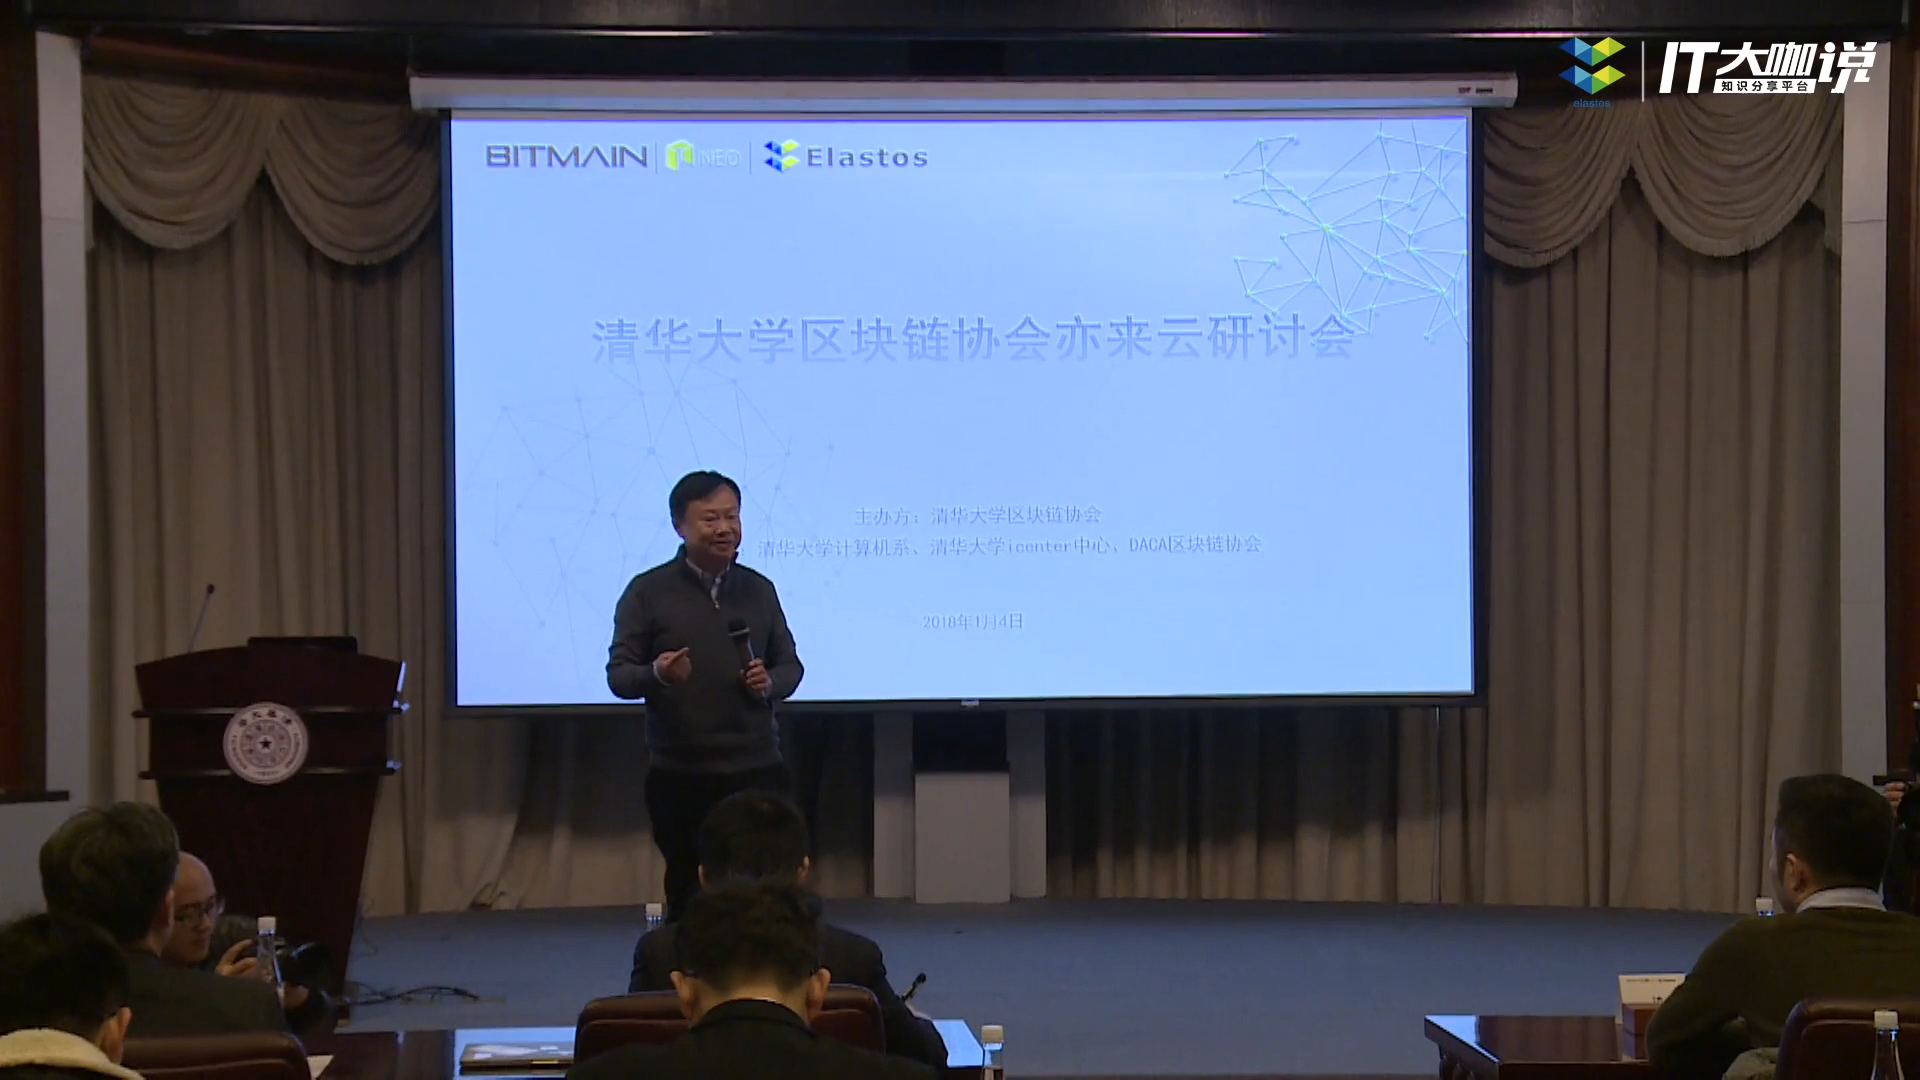 elastos
IT大咖说
知识分享平台
BITMAIN NEO Elastos
清华大学区块链协会亦来云研讨会
主办方：清华大学区块链协会
：清华大学计算机系、清华大学icenter中心、DACA区块链协会
2018年1月4日